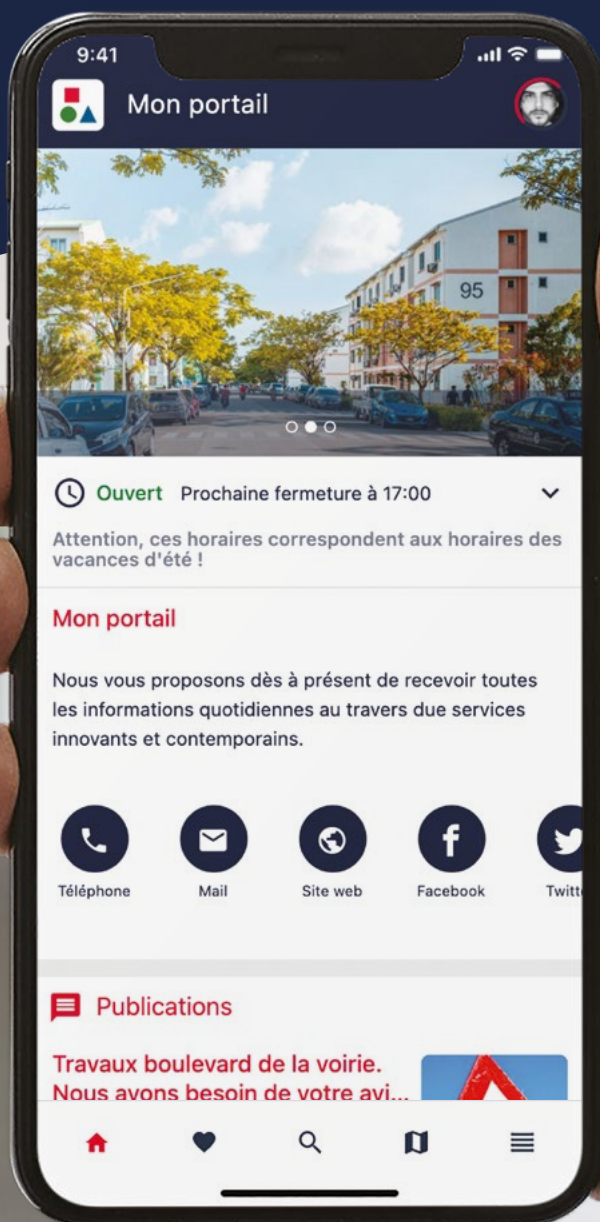 9:41
Mon portail
95
Ouvert Prochaine fermeture à 17:00
Attention, ces horaires correspondent aux horaires des
vacances d'été !
Mon portail
Nous vous proposons dès à présent de recevoir toutes
les informations quotidiennes au travers due services
innovants et contemporains.
Téléphone Mail Site web Facebook Twitt
Publications
Travaux boulevard de la voirie.
Nous avons besoin de votre avi...